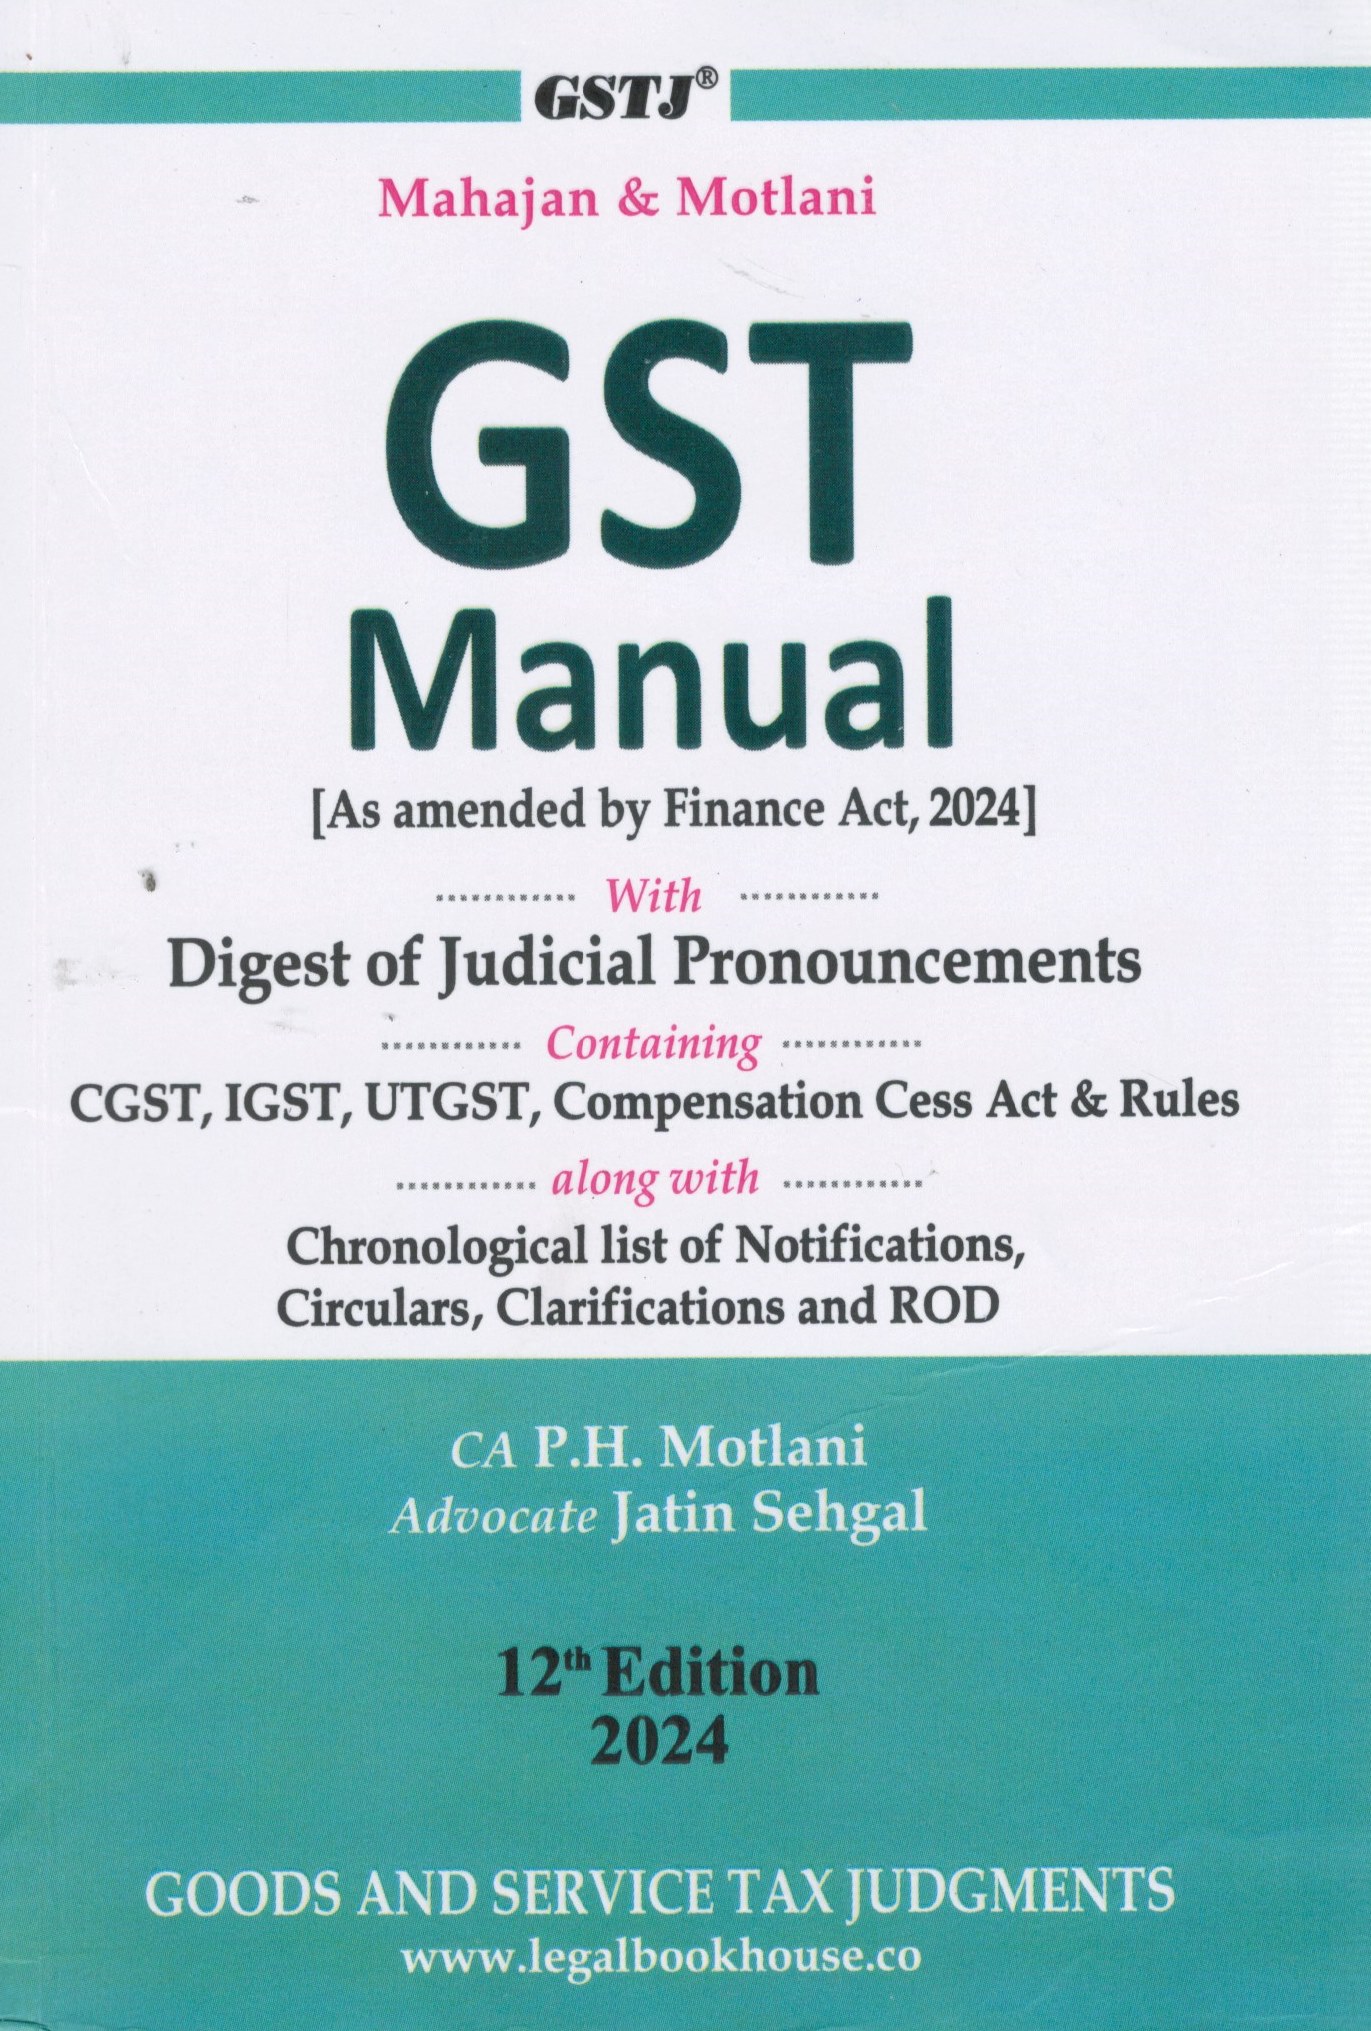 GSTJ®
Mahajan & Motlani
GST
Manual
[As amended by Finance Act, 2024]
With
Digest of Judicial Pronouncements
Containing
CGST, IGST, UTGST, Compensation Cess Act & Rules
along with
Chronological list of Notifications,
Circulars, Clarifications and ROD
CA P.H. Motlani
Advocate Jatin Sehgal
12th Edition
2024
GOODS AND SERVICE TAX JUDGMENTS
www.legalbookhouse.co